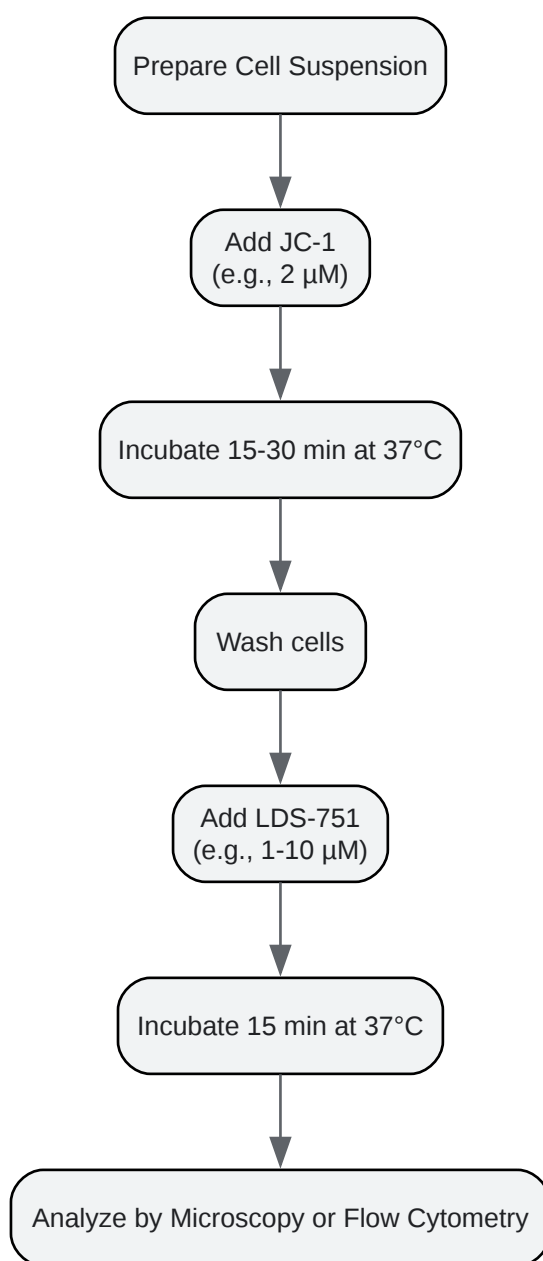 Prepare Cell Suspension
Add JC-1
(e.g., 2 µM)
Incubate 15-30 min at 37°C
Wash cells
Add LDS-751
(e.g., 1-10 µM)
Incubate 15 min at 37°C
Analyze by Microscopy or Flow Cytometry